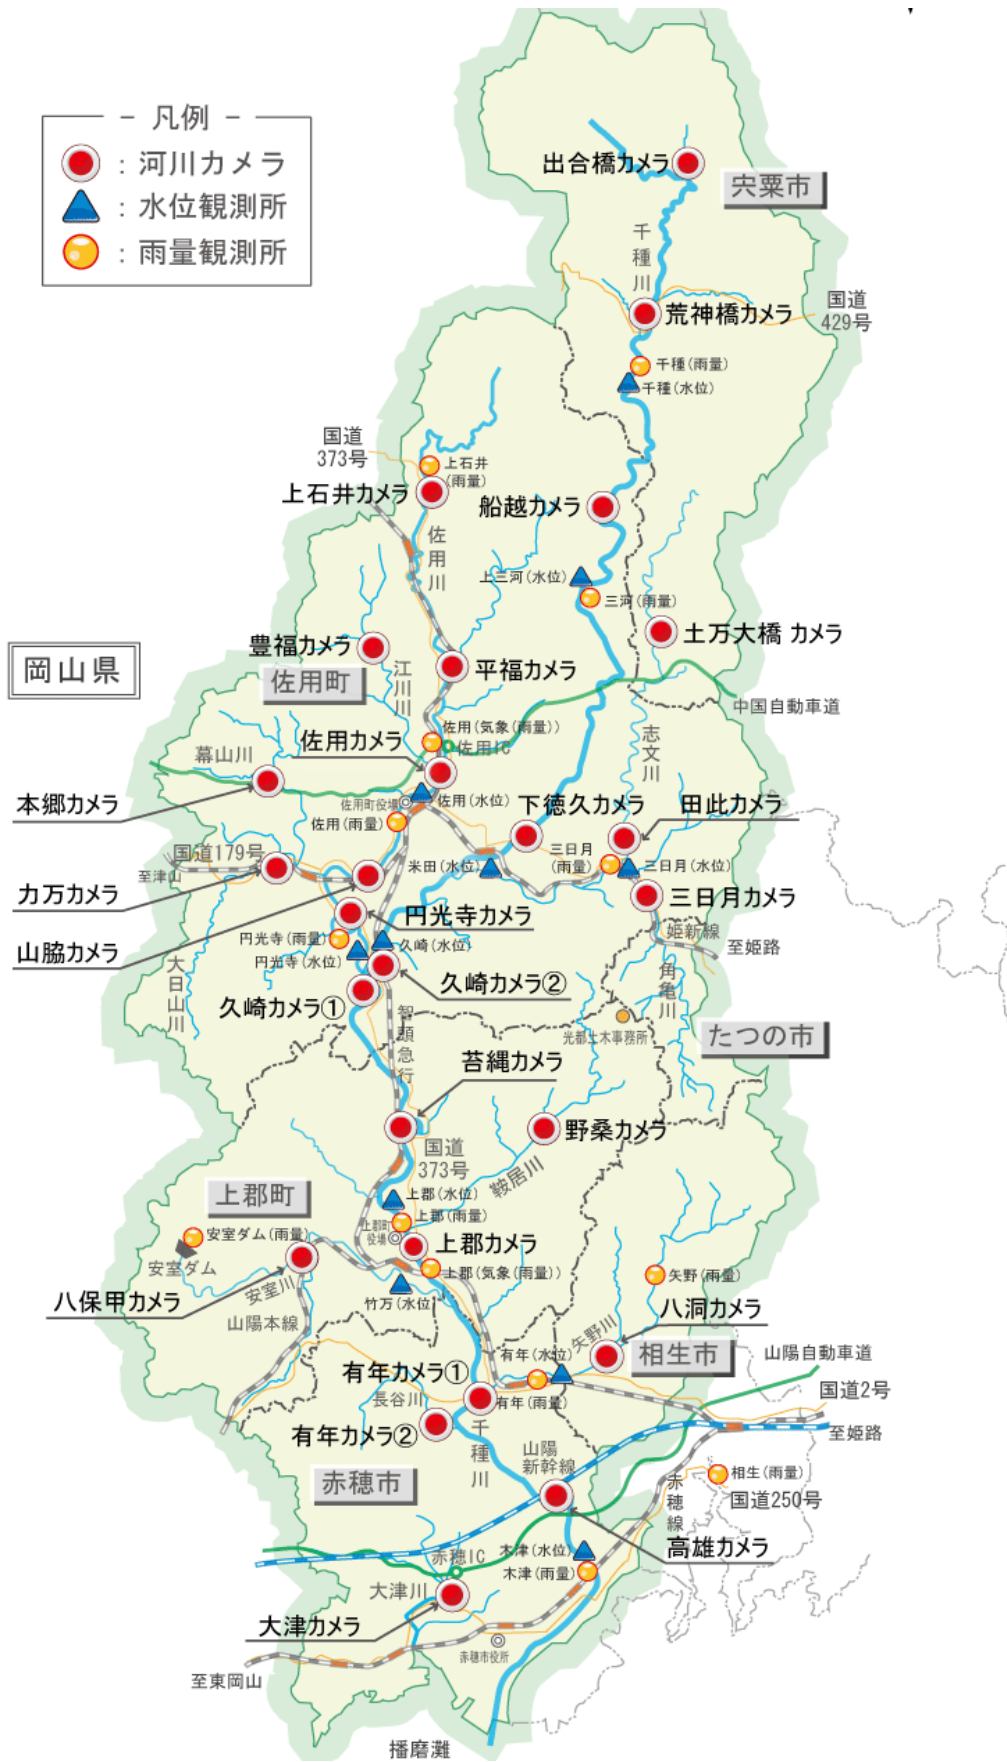 － 凡例 －
：河川カメラ
：水位観測所
：雨量観測所
出合橋カメラ
宍粟市
千種川
荒神橋カメラ
国道
429号
千種(雨量)
千種(水位)
国道
373号
上石井
(雨量)
上石井カメラ
船越カメラ
佐用川
上三河(水位)
三河(雨量)
土万大橋 カメラ
豊福カメラ
平福カメラ
岡山県
佐用町
江川川
中国自動車道
佐用(気象(雨量))
佐用IC
佐用カメラ
志文川
幕山川
本郷カメラ
佐用町役場
佐用(水位)
佐用(雨量)
下徳久カメラ
田此カメラ
国道179号
至津山
米田(水位)
三日月
(雨量)
三日月(水位)
力万カメラ
三日月カメラ
山脇カメラ
円光寺カメラ
円光寺(雨量)
円光寺(水位)
久崎(水位)
姫新線
至姫路
大日山川
久崎カメラ②
久崎カメラ①
角亀川
智頭急行
光都土木事務所
たつの市
苔縄カメラ
野桑カメラ
国道
373号
鞍居川
上郡町
上郡(水位)
上郡(雨量)
上郡町
役場
安室ダム(雨量)
安室ダム
上郡カメラ
上郡(気象(雨量))
矢野(雨量)
八保甲カメラ
安室川
竹万(水位)
山陽本線
八洞カメラ
矢野川
相生市
有年(水位)
有年カメラ①
長谷川
有年(雨量)
山陽自動車道
国道2号
有年カメラ②
千種川
至姫路
山陽
新幹線
赤穂市
赤穂線
相生(雨量)
国道250号
高雄カメラ
木津(水位)
木津(雨量)
赤穂IC
大津川
大津カメラ
赤穂市役所
至東岡山
播磨灘